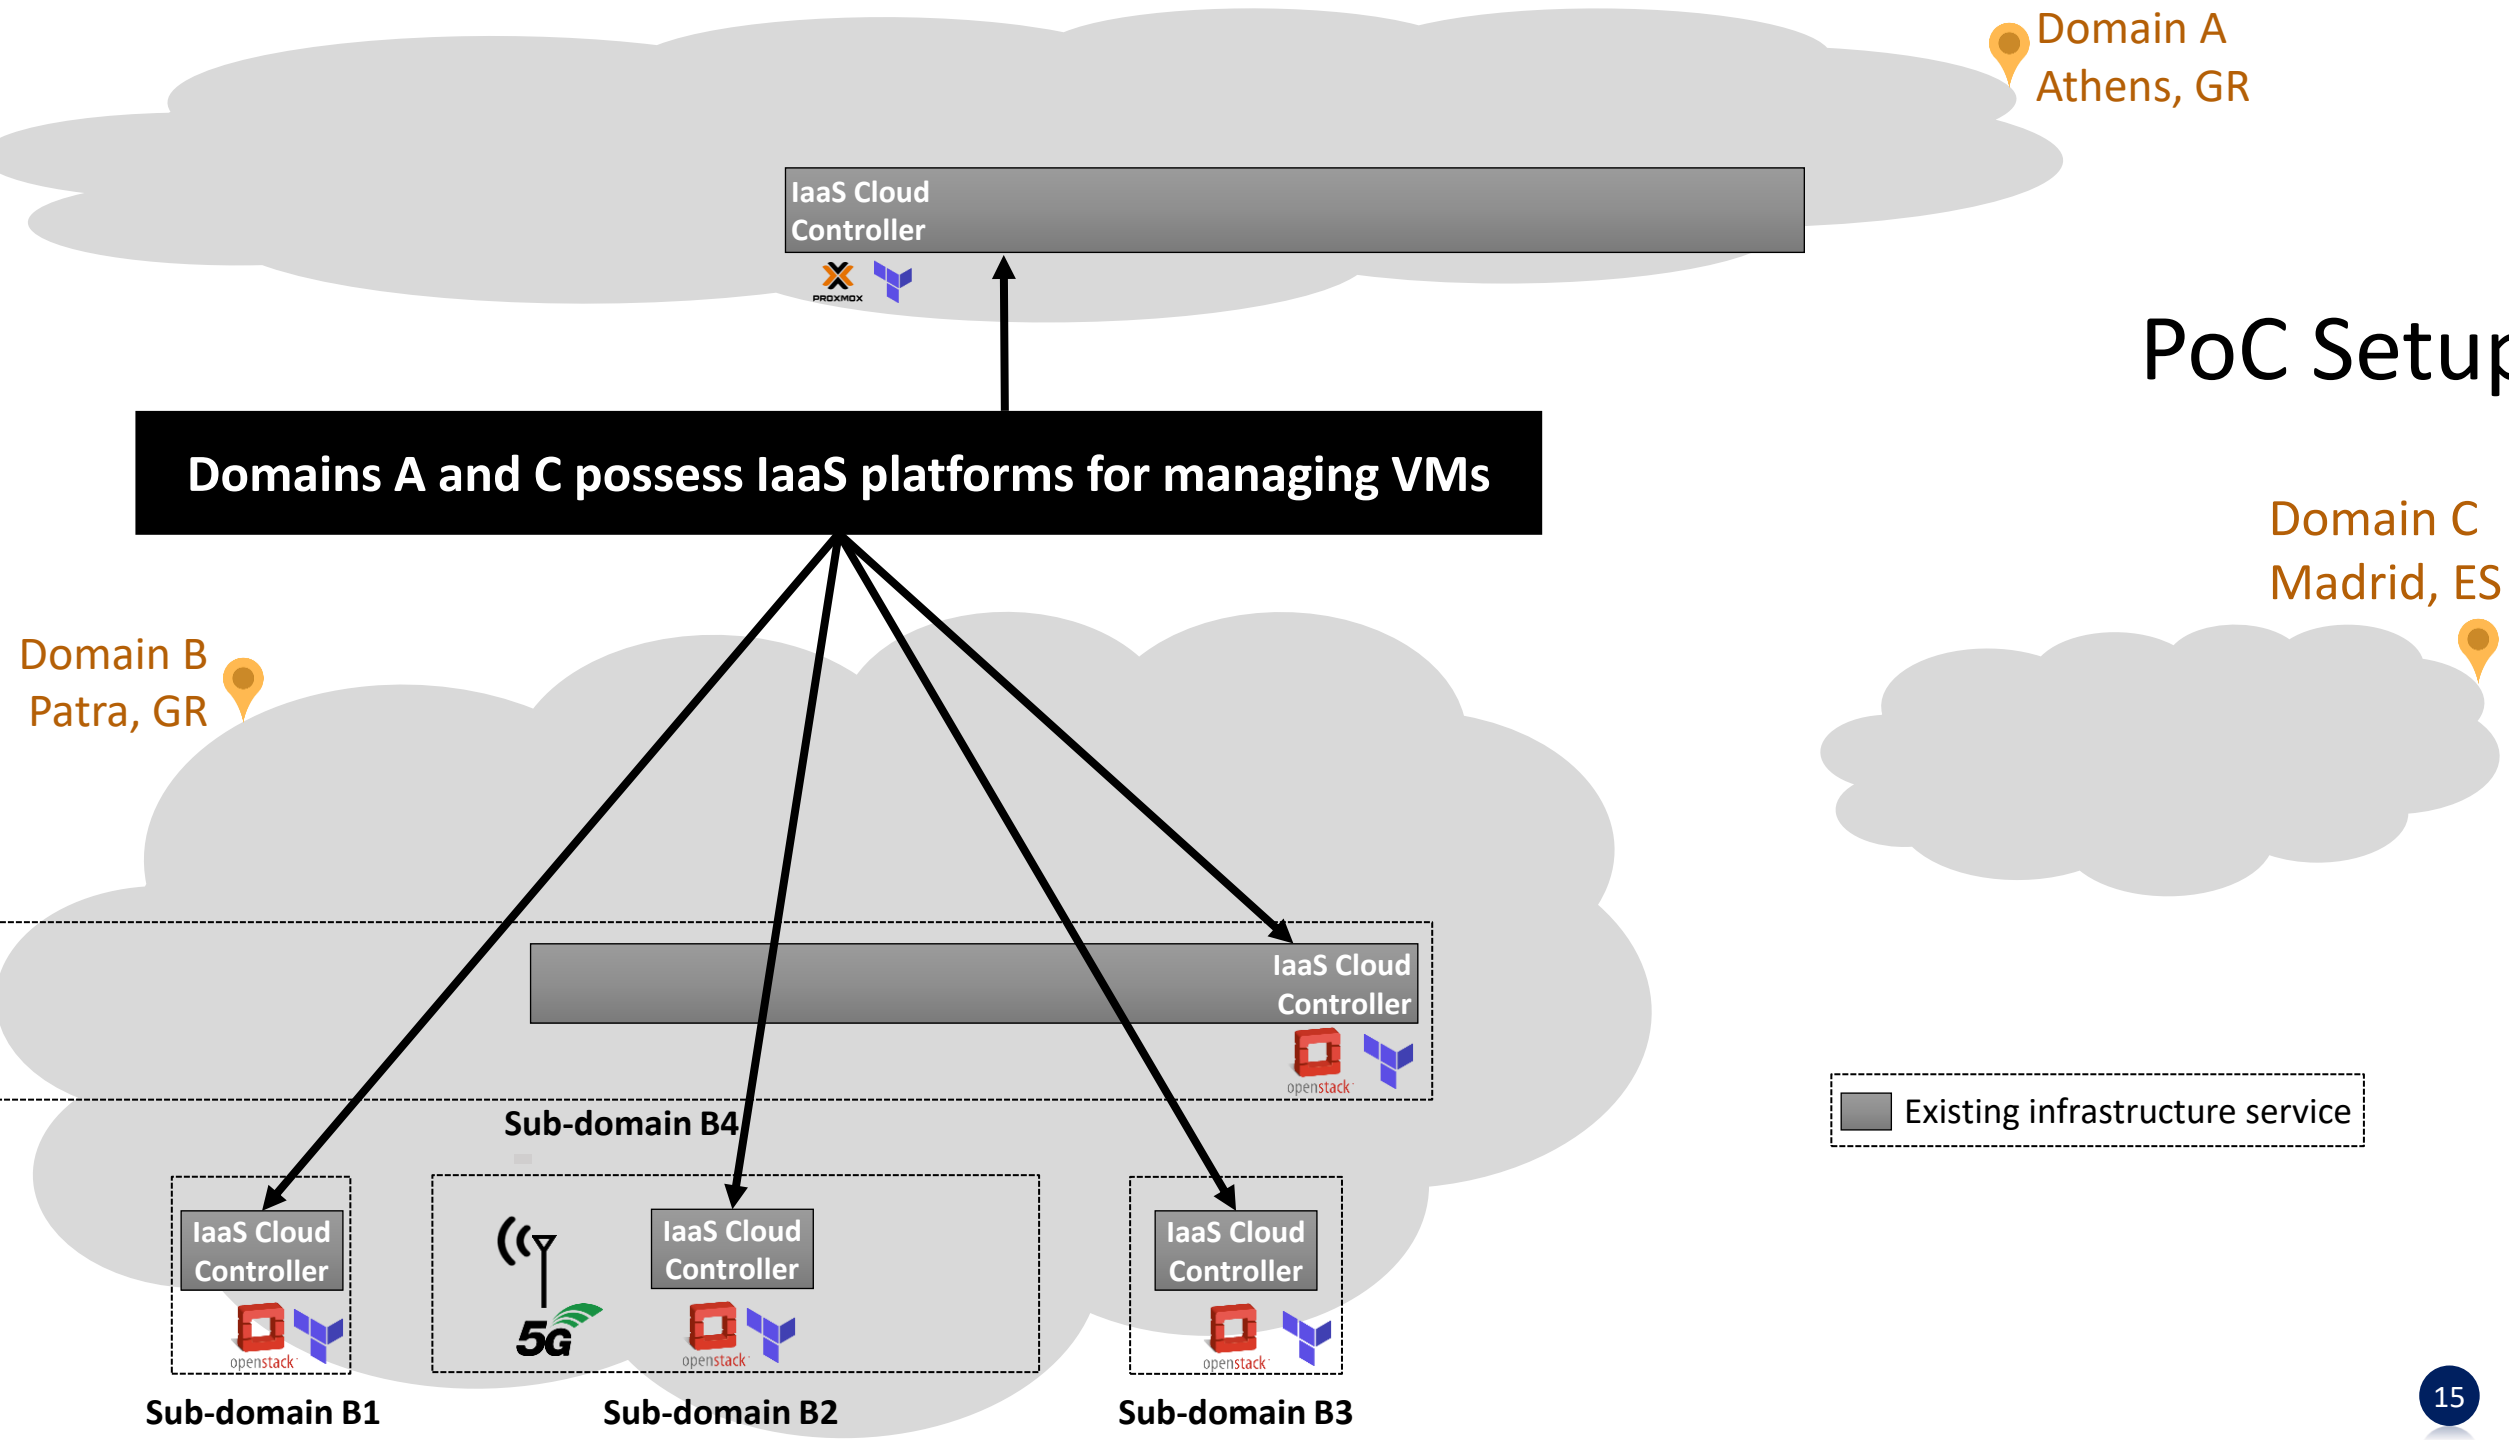 Domain A
Athens, GR
IaaS Cloud
Controller
PROXMOX
PoC Setup
Domains A and C possess IaaS platforms for managing VMs
Domain C
Madrid, ES
Domain B
Patra, GR
IaaS Cloud
Controller
openstack
Sub-domain B4
Existing infrastructure service
IaaS Cloud
Controller
openstack
Sub-domain B1
5G
IaaS Cloud
Controller
openstack
Sub-domain B2
IaaS Cloud
Controller
openstack
Sub-domain B3
15